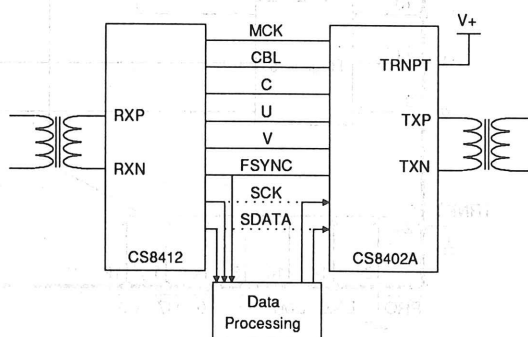 MCK
V+
CBL
TRNPT
C
RXP
U
TXP
V
RXN
FSYNC
TXN
SCK
SDATA
CS8412
CS8402A
Data
Processing